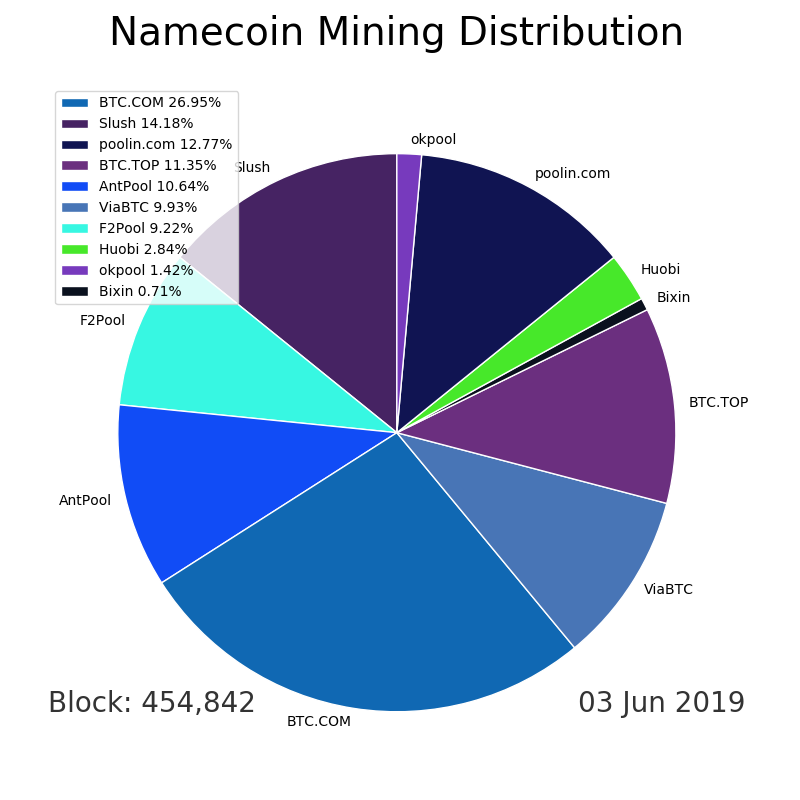 Namecoin Mining Distribution
BTC.COM 26.95%
Slush 14.18%
poolin.com 12.77%
BTC.TOP 11.35%
AntPool 10.64%
ViaBTC 9.93%
F2Pool 9.22%
Huobi 2.84%
okpool 1.42%
Bixin 0.71%
okpool
Slush
poolin.com
Huobi
Bixin
F2Pool
BTC.TOP
AntPool
ViaBTC
BTC.COM
Block: 454,842
03 Jun 2019